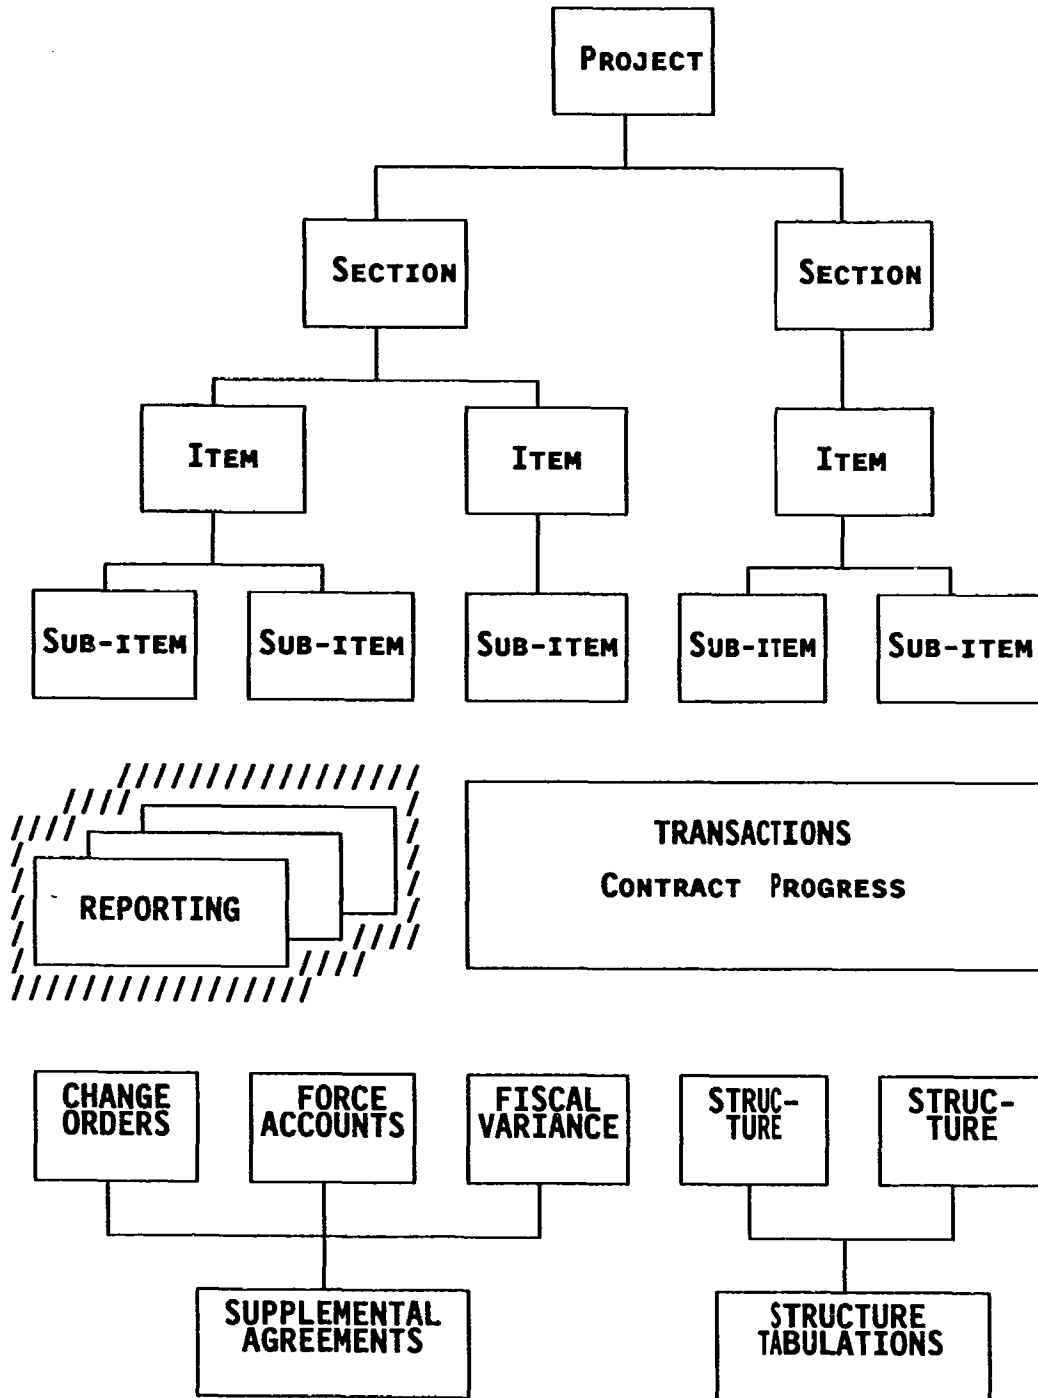 PROJECT
SECTION
SECTION
ITEM
ITEM
ITEM
SUB-ITEM
SUB-ITEM
SUB-ITEM
SUB-ITEM
SUB-ITEM
REPORTING
TRANSACTIONS
CONTRACT PROGRESS
CHANGE
ORDERS
FORCE
ACCOUNTS
FISCAL
VARIANCE
STRUC-
TURE
STRUC-
TURE
SUPPLEMENTAL
AGREEMENTS
STRUCTURE
TABULATIONS